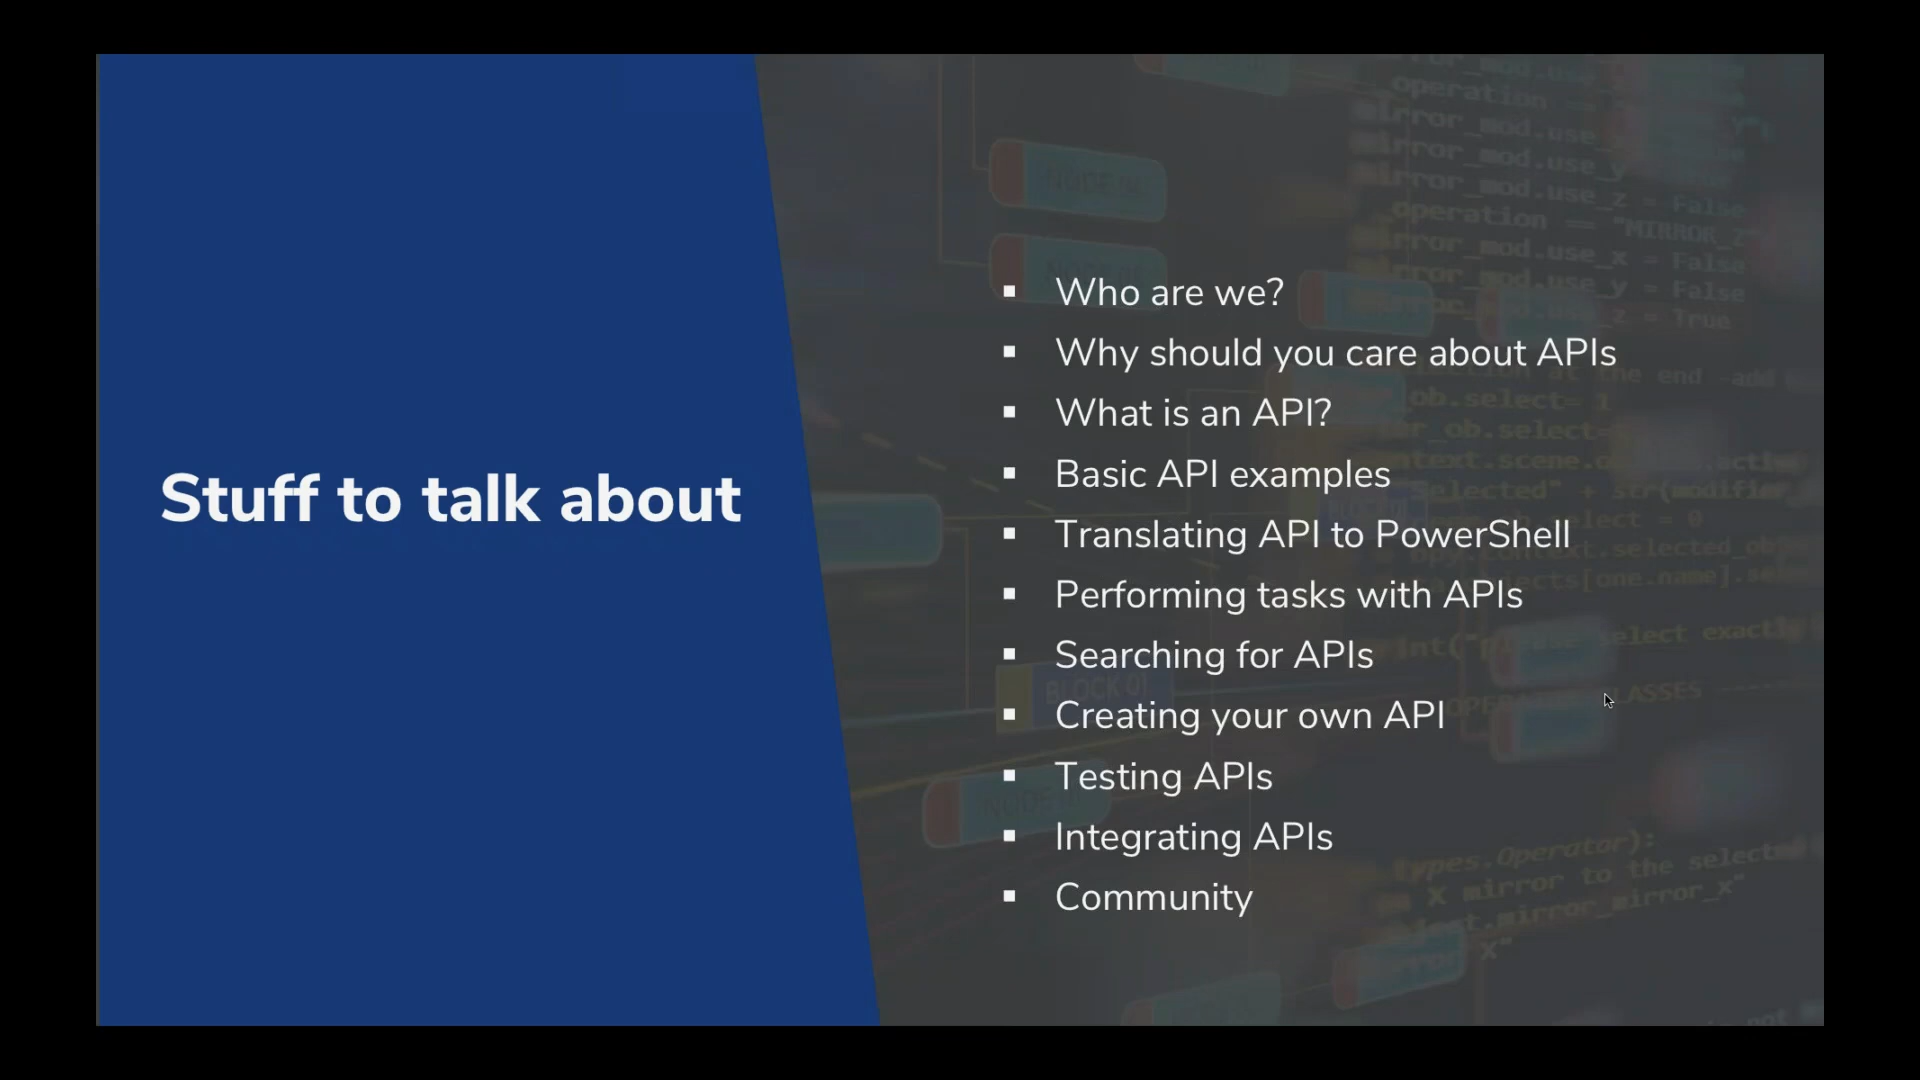 Stuff to talk about
Who are we?
Why should you care about APIs
What is an API?
Basic API examples
Translating API to PowerShell
Performing tasks with APIs
Searching for APIs
Creating your own API
Testing APIs
Integrating APIs
Community